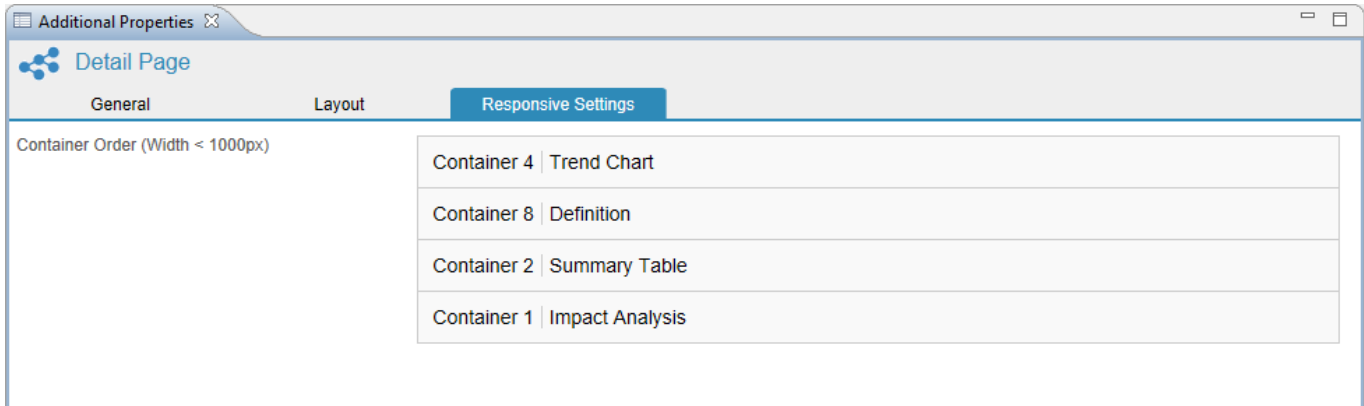 Additional Properties
Detail Page
General Layout Responsive Settings
Container Order (Width < 1000px)
Container 4 Trend Chart
Container 8 Definition
Container 2 Summary Table
Container 1 Impact Analysis